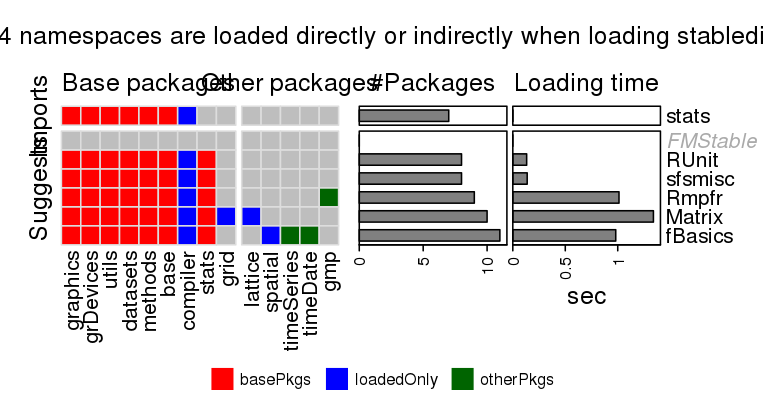 4 namespaces are loaded directly or indirectly when loading stabledi
Base packages
Other packages
#Packages
Loading time
Imports
Suggests
stats
FMStable
RUnit
sfsmisc
Rmpfr
Matrix
fBasics
graphics
grDevices
utils
datasets
methods
base
compiler
stats
grid
lattice
spatial
timeSeries
timeDate
gmp
0
5
10
0
0.5
1
sec
basePkgs
loadedOnly
otherPkgs